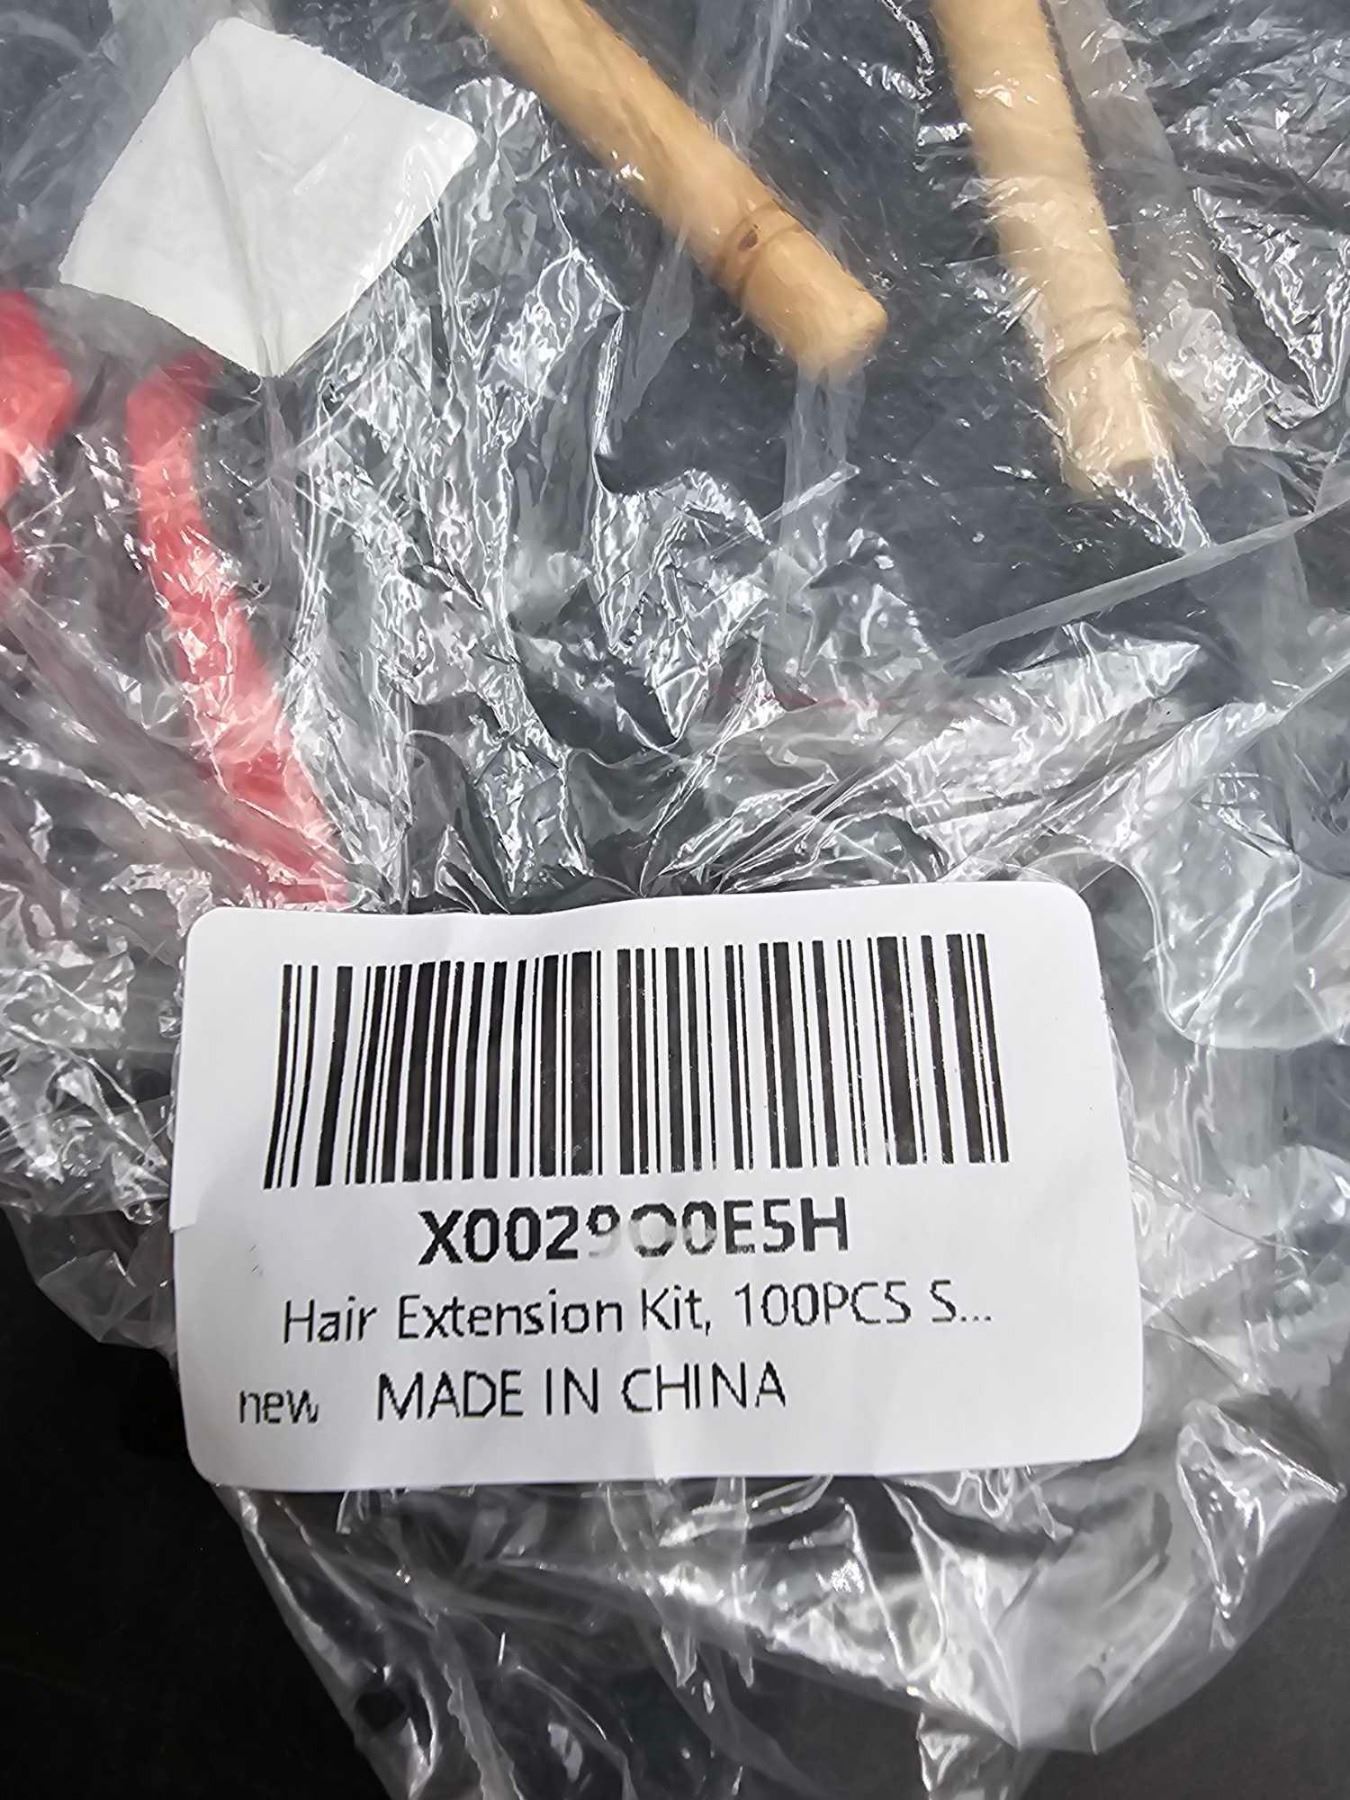 X0029O0E5H
Hair Extension Kit, 100PCS S...
new MADE IN CHINA